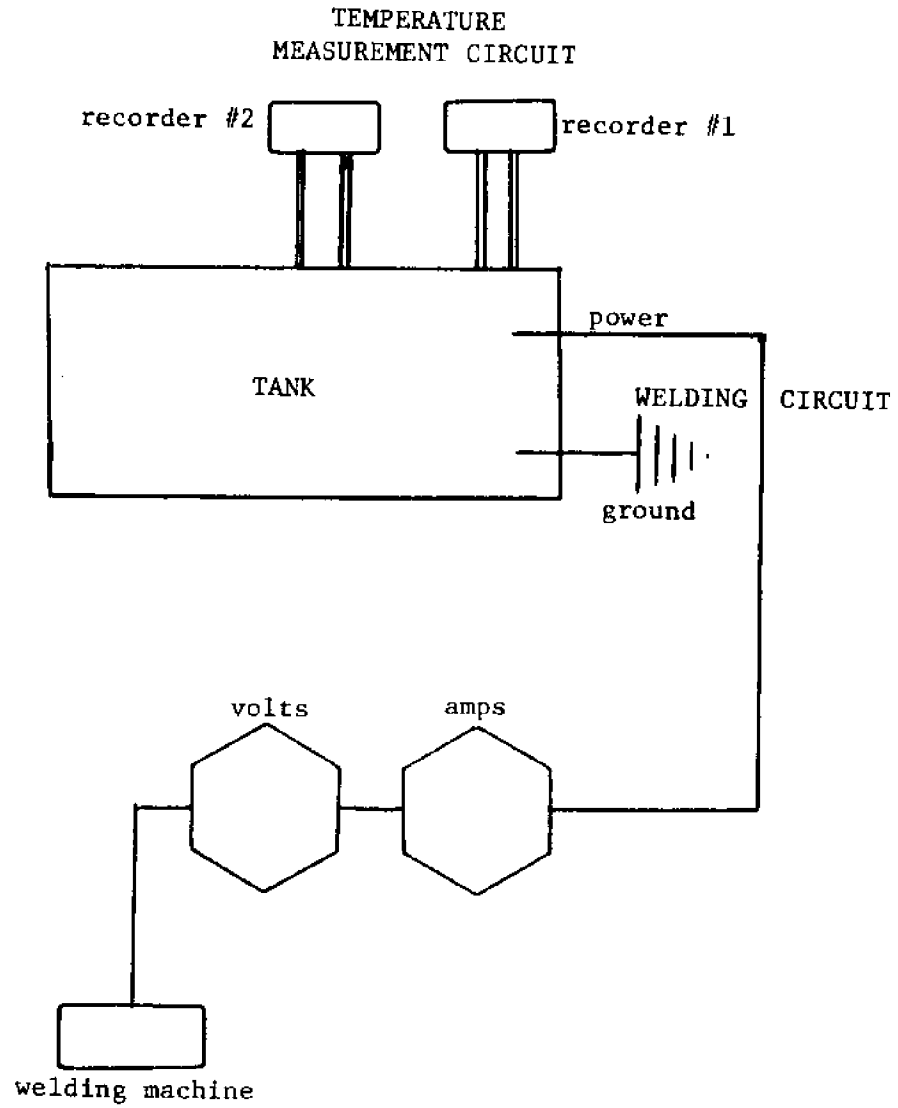 TEMPERATURE
MEASUREMENT CIRCUIT
recorder #2
recorder #1
power
TANK
WELDING CIRCUIT
ground
volts
amps
welding machine